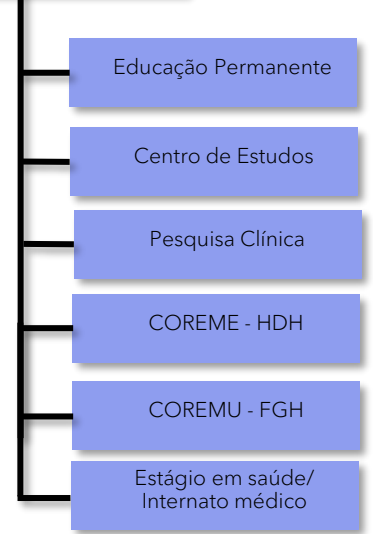 Educação Permanente
Centro de Estudos
Pesquisa Clínica
COREME - HDH
COREMU - FGH
Estágio em saúde/
Internato médico